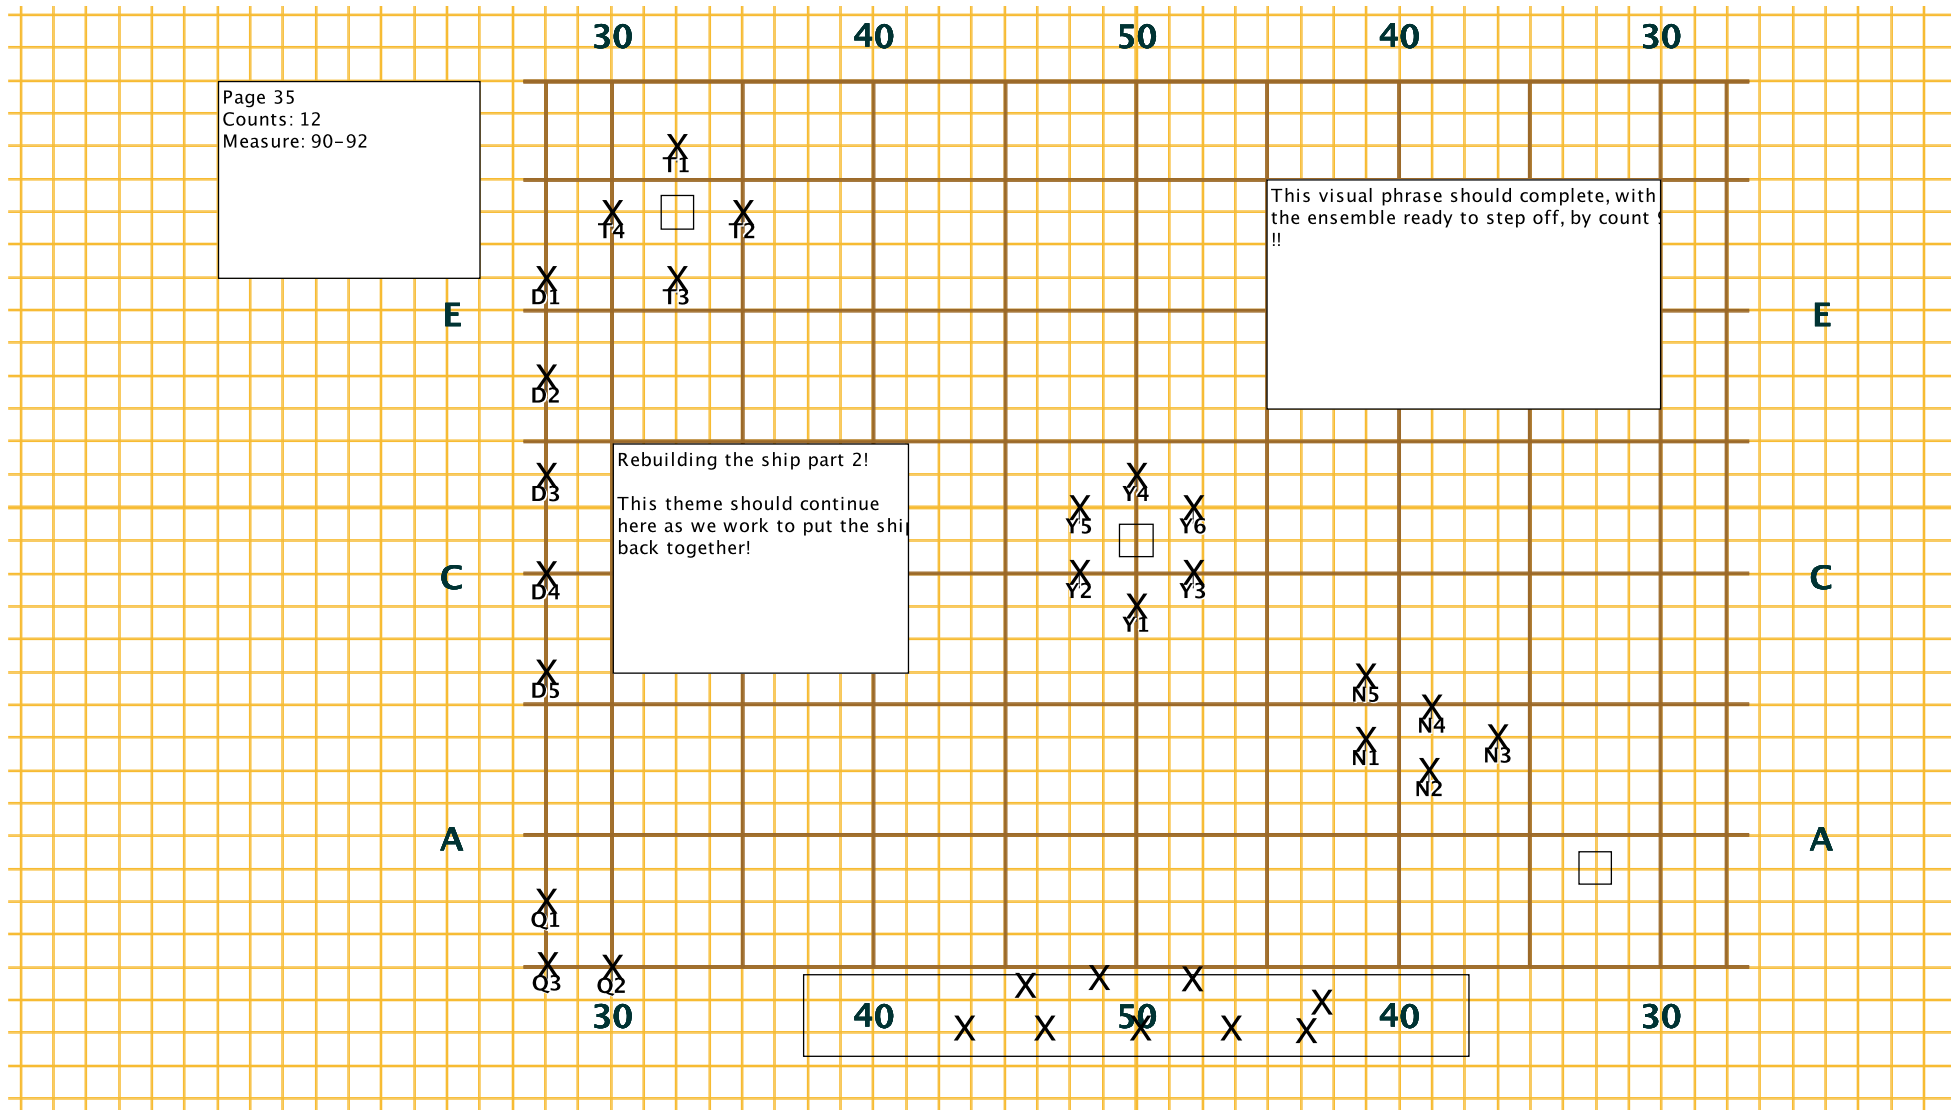 30 40 50 40 30
Page 35
Counts: 12
Measure: 90-92
X
T1
This visual phrase should complete, with
the ensemble ready to step off, by count
!!
X X
T4 T2
X X
D1 T3
E E
X
D2
Rebuilding the ship part 2!
This theme should continue
here as we work to put the ship
back together!
X X
D3 Y4
X X
Y5 Y6
C X X X C
D4 Y2 Y3
X
Y1
X X
D5 N5
X
N4
X X
N1 N3
X
N2
A A
X
Q1
X X
Q3 Q2
X X X
30 40 50 40 30
X
X X X X X